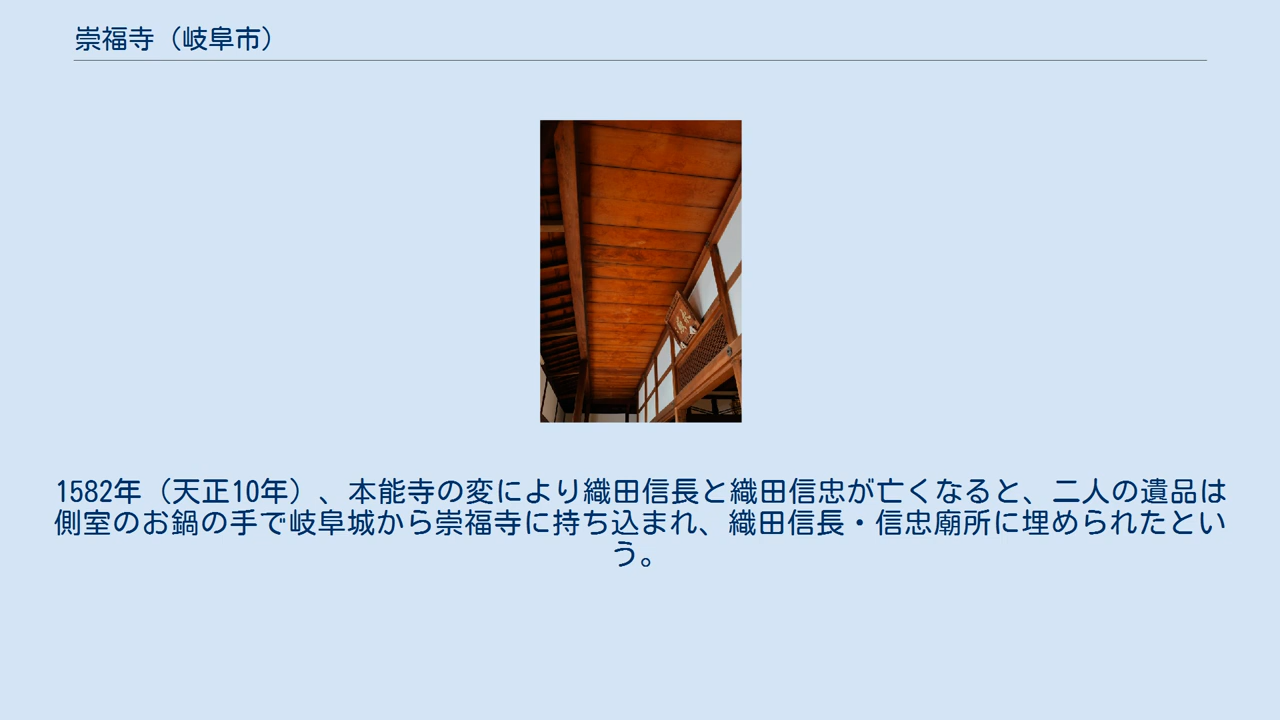 崇福寺（岐阜市）
1582年（天正10年）、本能寺の変により織田信長と織田信忠が亡くなると、二人の遺品は
側室のお鍋の手で岐阜城から崇福寺に持ち込まれ、織田信長・信忠廟所に埋められたとい
う。